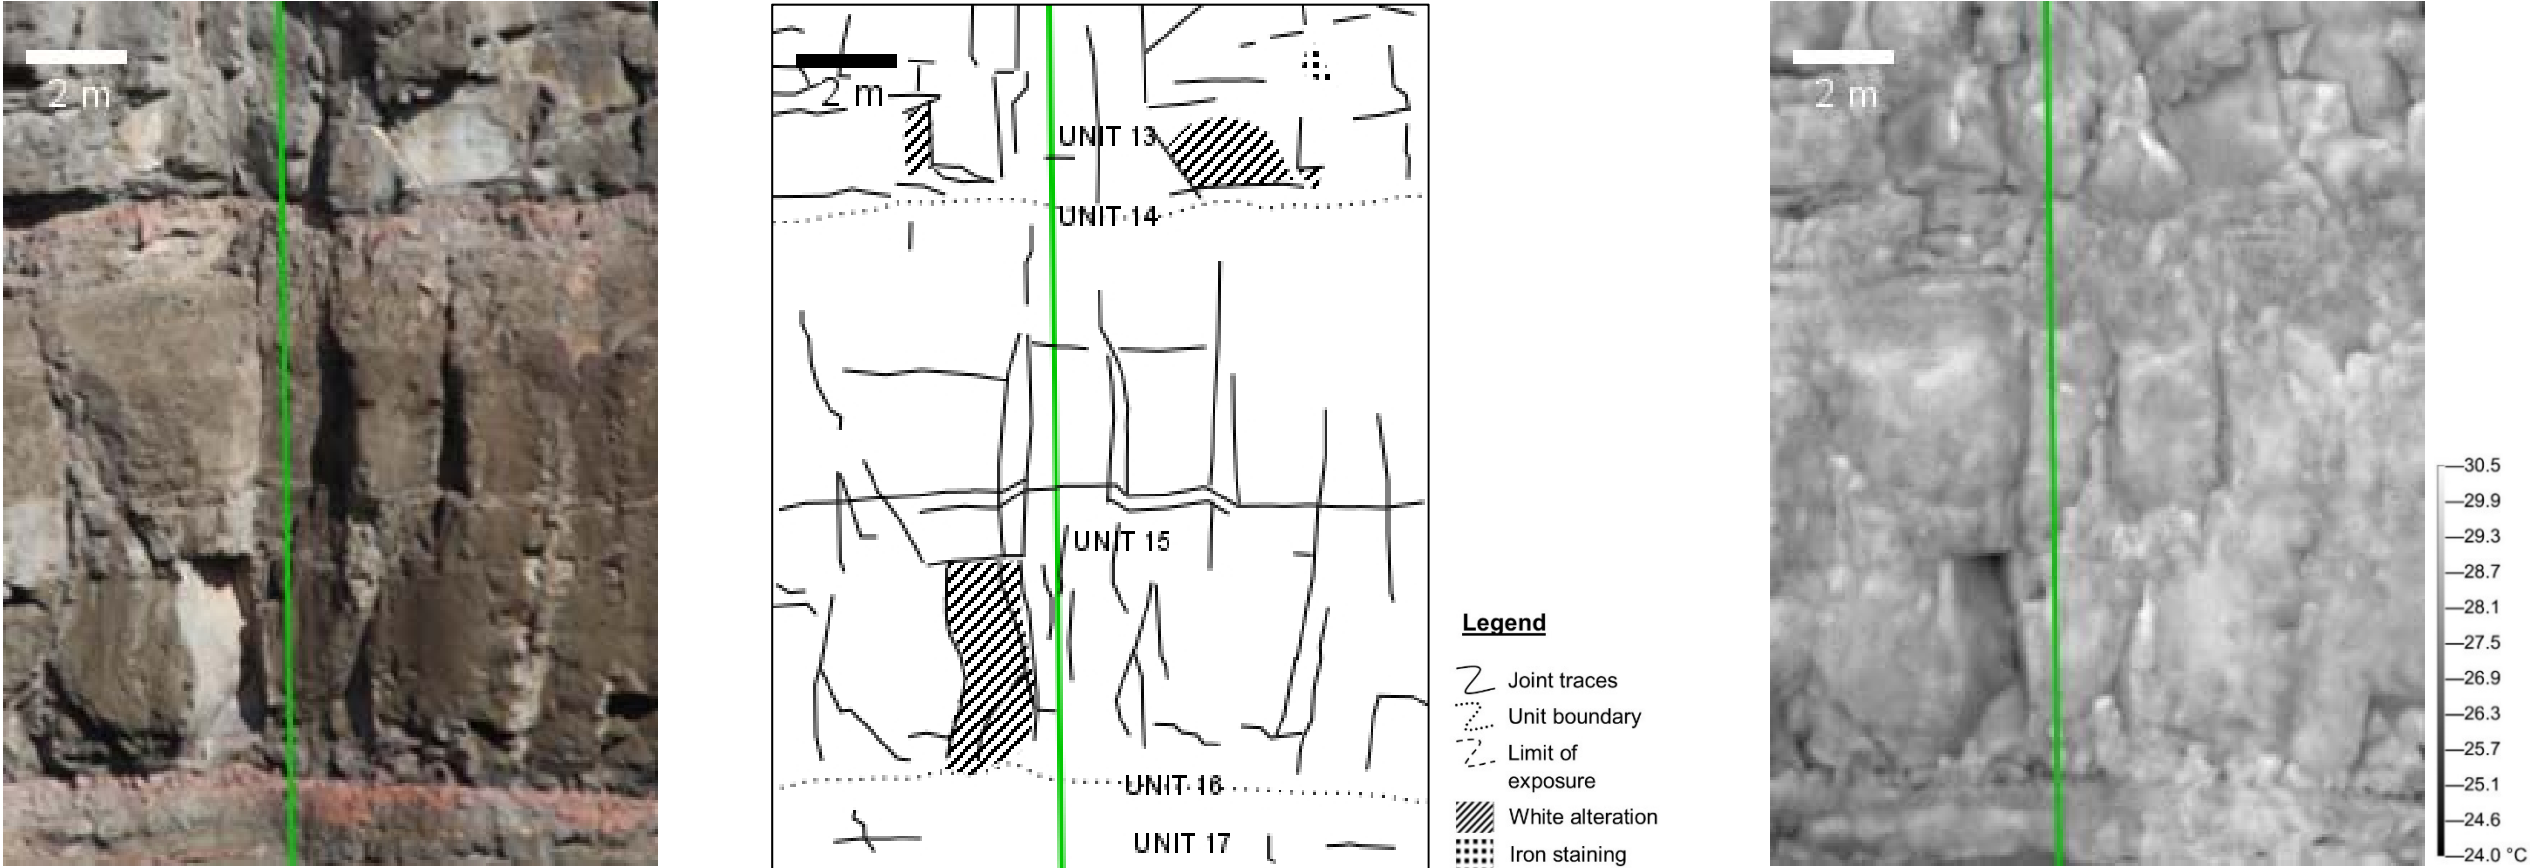 2 m
2 m
UNIT 13
UNIT 14
UNIT 15
UNIT 16
UNIT 17
Legend
Joint traces
Unit boundary
Limit of
exposure
White alteration
Iron staining
2 m
30.5
29.9
29.3
28.7
28.1
27.5
26.9
26.3
25.7
25.1
24.6
24.0 °C